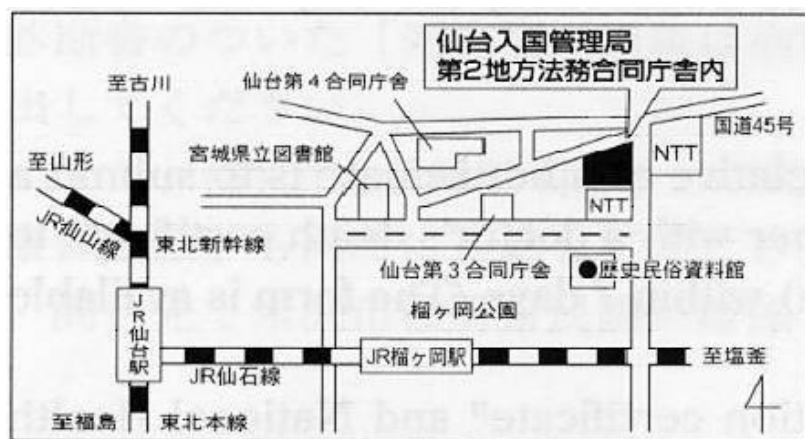 仙台入国管理局
第2地方法務合同庁舎内
至古川
仙台第4合同庁舎
国道45号
宮城県立図書館
NTT
至山形
JR仙山線
東北新幹線
NTT
仙台第3合同庁舎
歴史民俗資料館
榴ヶ岡公園
JR仙台駅
JR榴ヶ岡駅
至塩釜
JR仙石線
至福島
東北本線
4